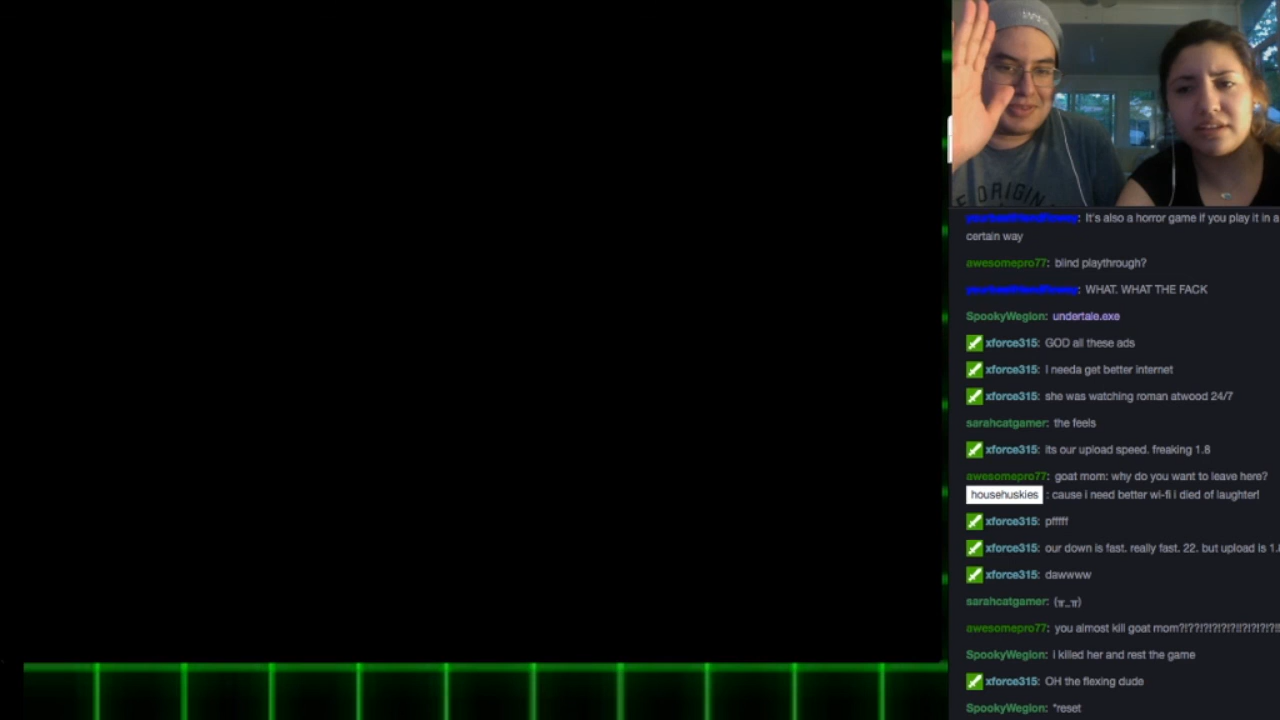 E ORIGIN
: It's also a horror game if you play it in a
certain way
awesomepro77: blind playthrough?
: WHAT. WHAT THE FACK
SpookyWeglon: undertale.exe
xforce315: GOD all these ads
xforce315: I needa get better internet
xforce315: she was watching roman atwood 24/7
sarahcatgamer: the feels
xforce315: its our upload speed. freaking 1.8
awesomepro77: goat mom: why do you want to leave here?
househuskies : cause i need better wi-fi i died of laughter!
xforce315: pfffff
xforce315: our down is fast. really fast. 22. but upload is 1.
xforce315: dawwww
sarahcatgamer: (╥_╥)
awesomepro77: you almost kill goat mom?!??!?!?!?!?!!?!?!?!?!!
SpookyWeglon: i killed her and rest the game
xforce315: OH the flexing dude
SpookyWeglon: *reset